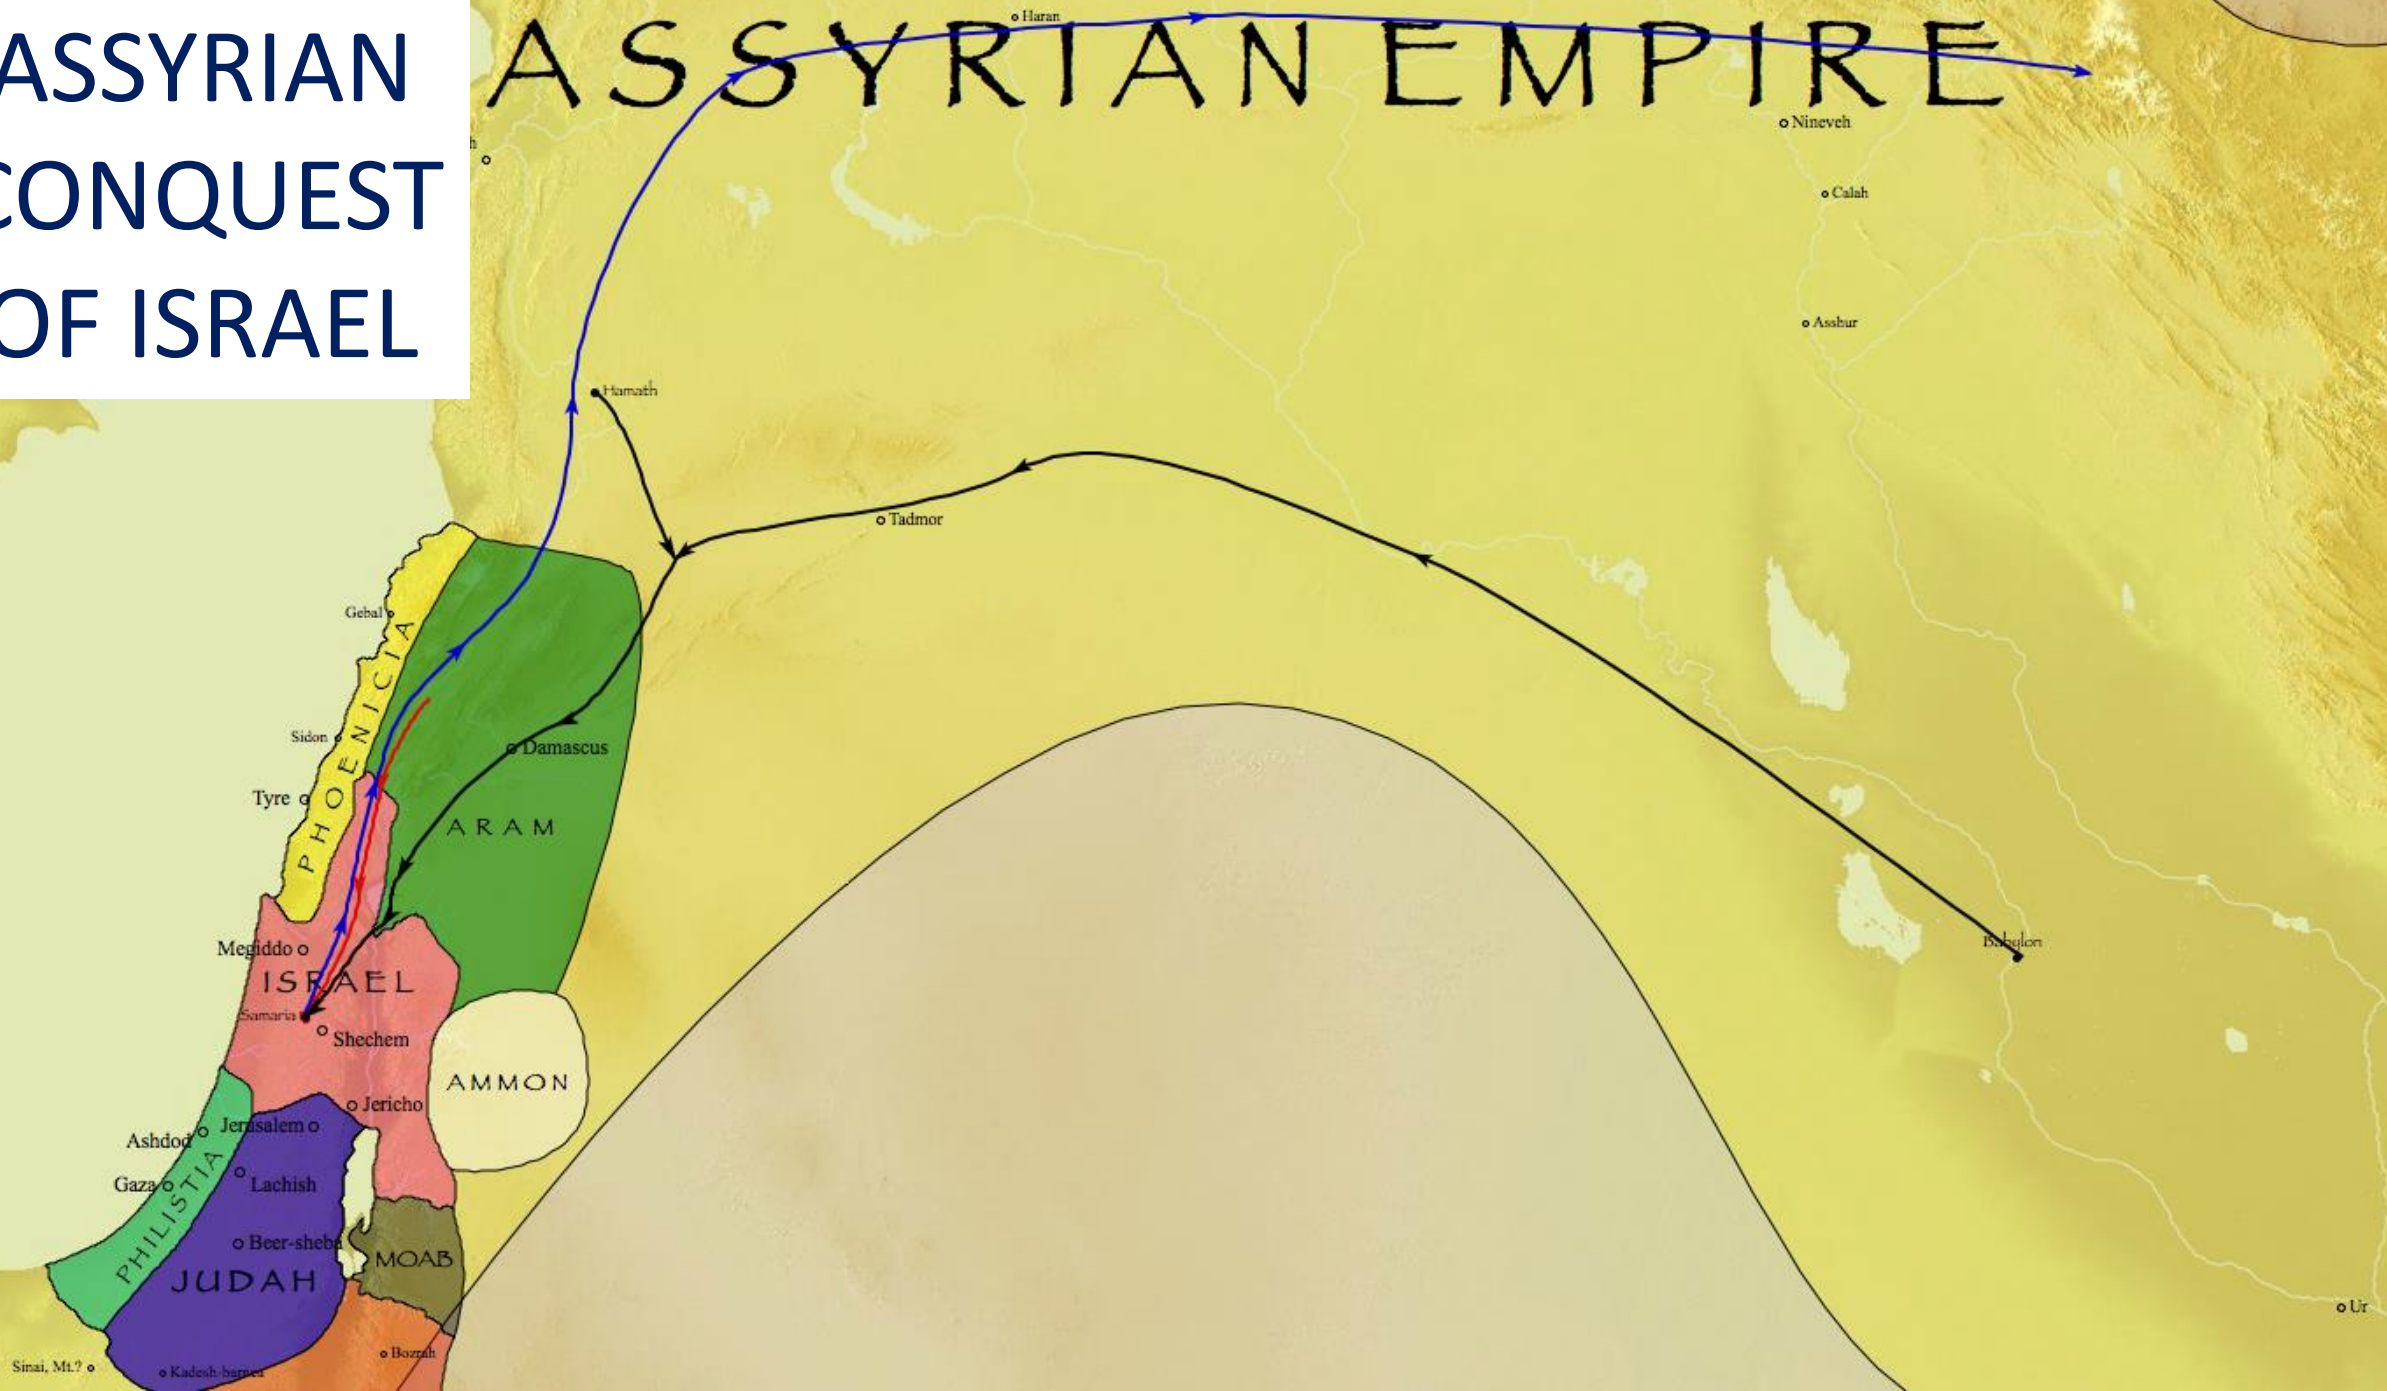 ASSYRIAN
CONQUEST
OF ISRAEL
ASSYRIAN EMPIRE
Haran
Nineveh
h
Calah
Asshur
Hamath
Tadmor
Gebal
PHOENICIA
Sidon
Damascus
Tyre
ARAM
Babylon
Megiddo
ISRAEL
Samaria
Shechem
AMMON
Jericho
Jerusalem
Ashdod
PHILISTIA
Gaza
Lachish
Beer-sheba
MOAB
JUDAH
Ur
Bozrah
Sinai, Mt.?
Kadesh-barnea